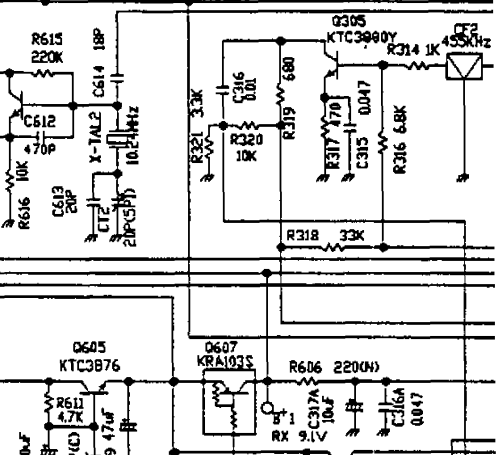 R615
220K
18P
C614
C612
470P
X-TAL2
10K
R616
C613
20P
CT2
20P(5P)
3.3K
R321
C316
0.01
R320
10K
680
R319
Q305
KTC3880Y
470
R317
0.047
C315
R314 1K
R316 6.8K
CF2
455KHz
R318 33K
Q605
KTC3876
R611
4.7K
47uF
Q607
KRA103S
R606 220(N)
B+1
RX 9.1V
C317A
10uF
C316A
0.047